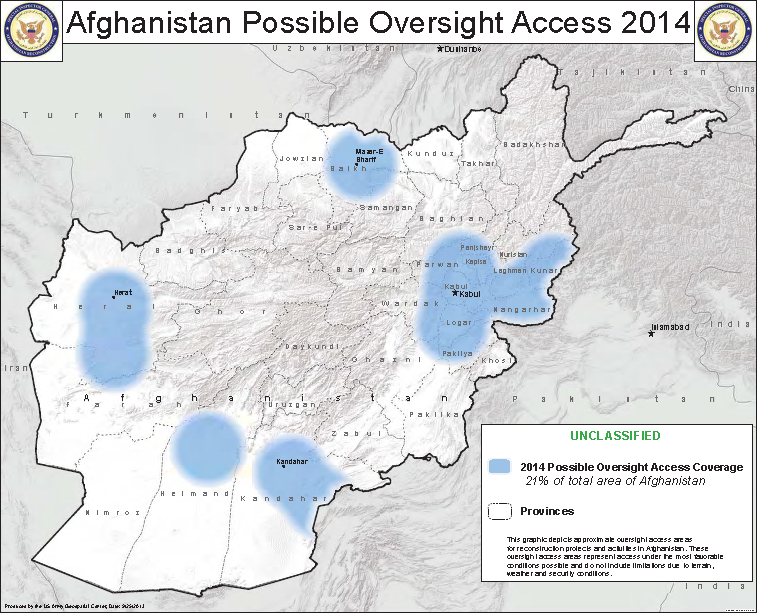 Afghanistan Possible Oversight Access 2014
Uzbekistan
Dushanbe
Tajikistan
China
Turkmenistan
Badakhshan
Mazar-E
Sharif
Kunduz
Jowzjan
Balkh
Takhar
Faryab
Samangan
Baghlan
Sar-e Pul
Badghis
Panjshayr
Nuristan
Kapisa
Parwan
Laghman
Kunar
Bamyan
Kabul
Kabul
Herat
Herat
Wardak
Ghor
Nangarhar
Logar
Islamabad
India
Daykundi
Ghazni
Paktiya
Khost
Iran
Afghanistan
Farah
Uruzgan
Pakistan
Paktika
Zabul
Kandahar
Helmand
Kandahar
Nimroz
UNCLASSIFIED
2014 Possible Oversight Access Coverage
21% of total area of Afghanistan
Provinces
This graphic depicts approximate oversight access areas
for reconstruction projects and activities in Afghanistan. These
oversight access areas represent access under the most favorable
conditions possible and do not include limitations due to terrain,
weather and security conditions.
India
Produced by the US Army Geospatial Center, Date: